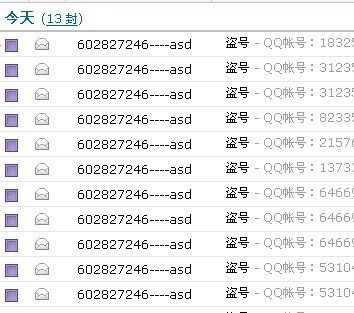 今天 (13 封)
602827246----asd 盗号 - QQ帐号：18325
602827246----asd 盗号 - QQ帐号：31235
602827246----asd 盗号 - QQ帐号：31235
602827246----asd 盗号 - QQ帐号：82335
602827246----asd 盗号 - QQ帐号：21576
602827246----asd 盗号 - QQ帐号：13733
602827246----asd 盗号 - QQ帐号：64669
602827246----asd 盗号 - QQ帐号：64669
602827246----asd 盗号 - QQ帐号：64669
602827246----asd 盗号 - QQ帐号：53104
602827246----asd 盗号 - QQ帐号：53104